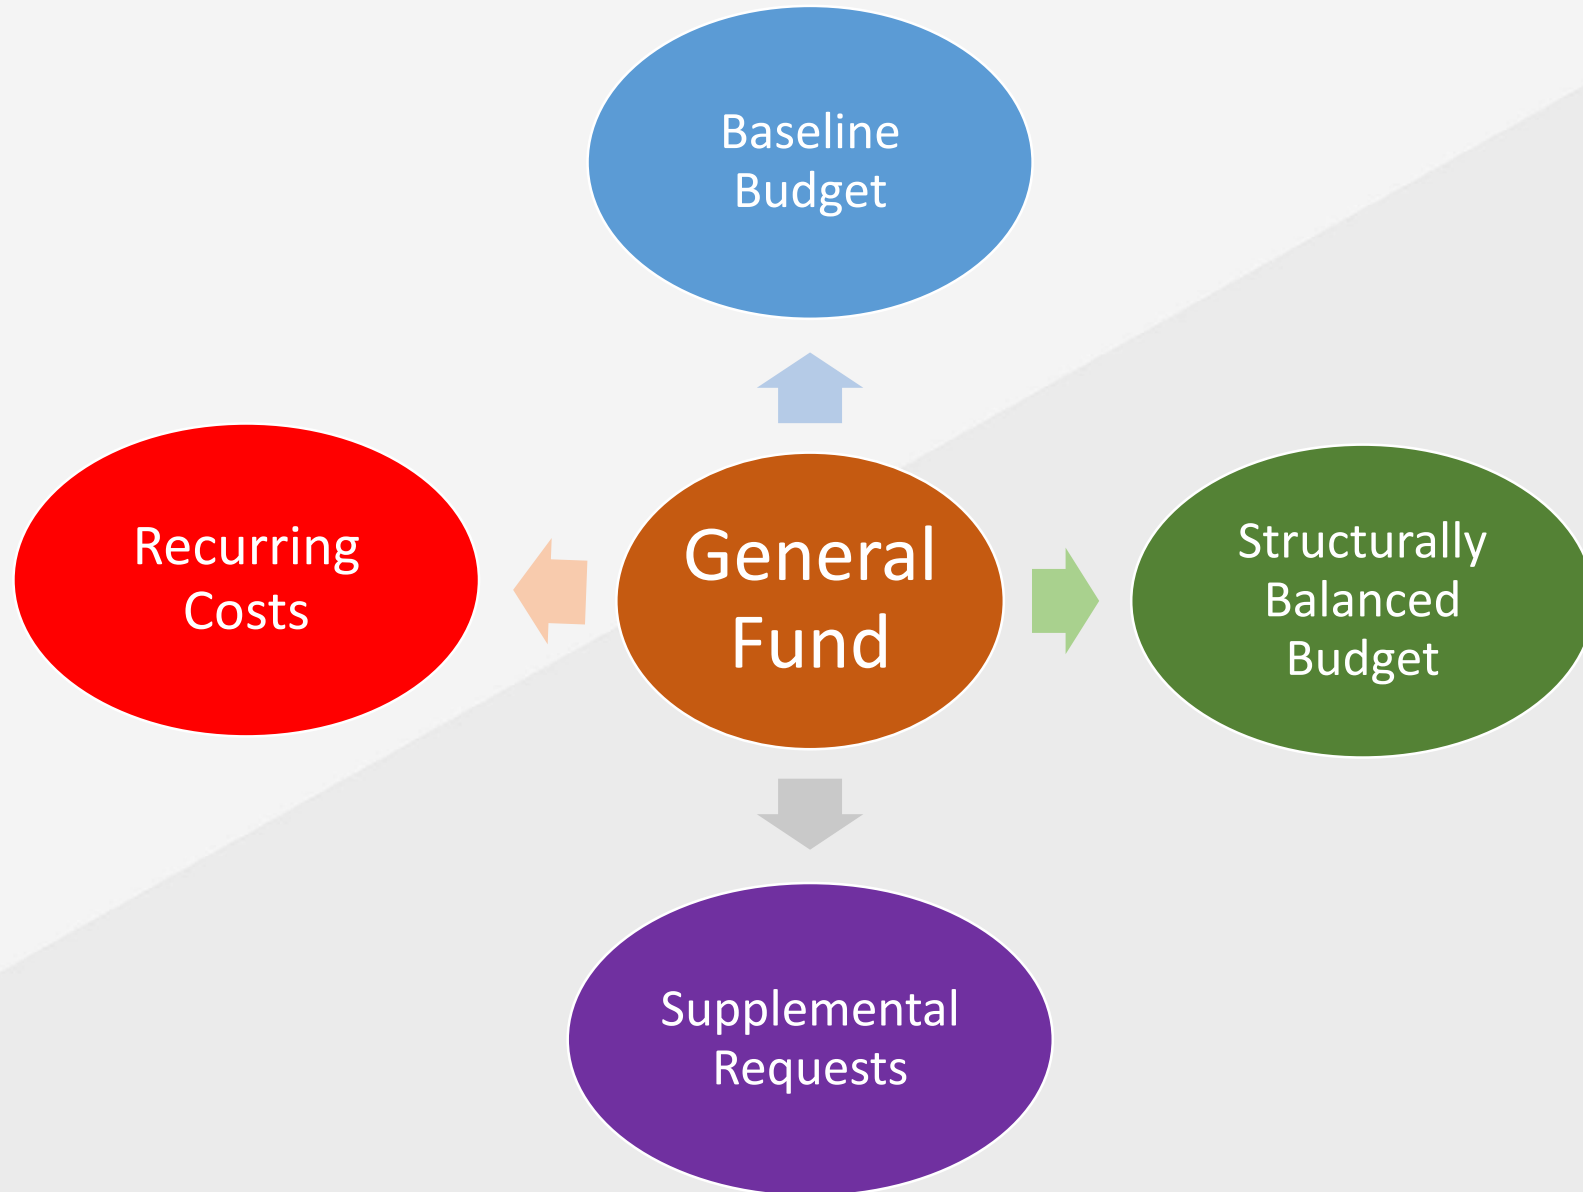 Baseline
Budget
Recurring
Costs
General
Fund
Structurally
Balanced
Budget
Supplemental
Requests